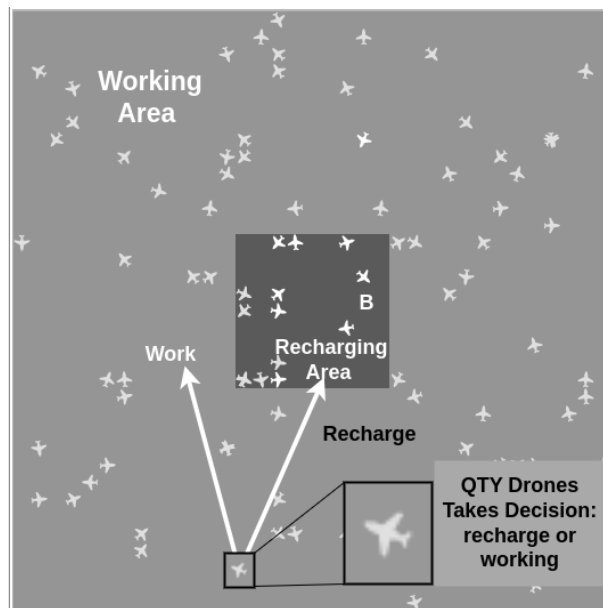 Working
Area
B
Work
Recharging
Area
Recharge
QTY Drones
Takes Decision:
recharge or
working